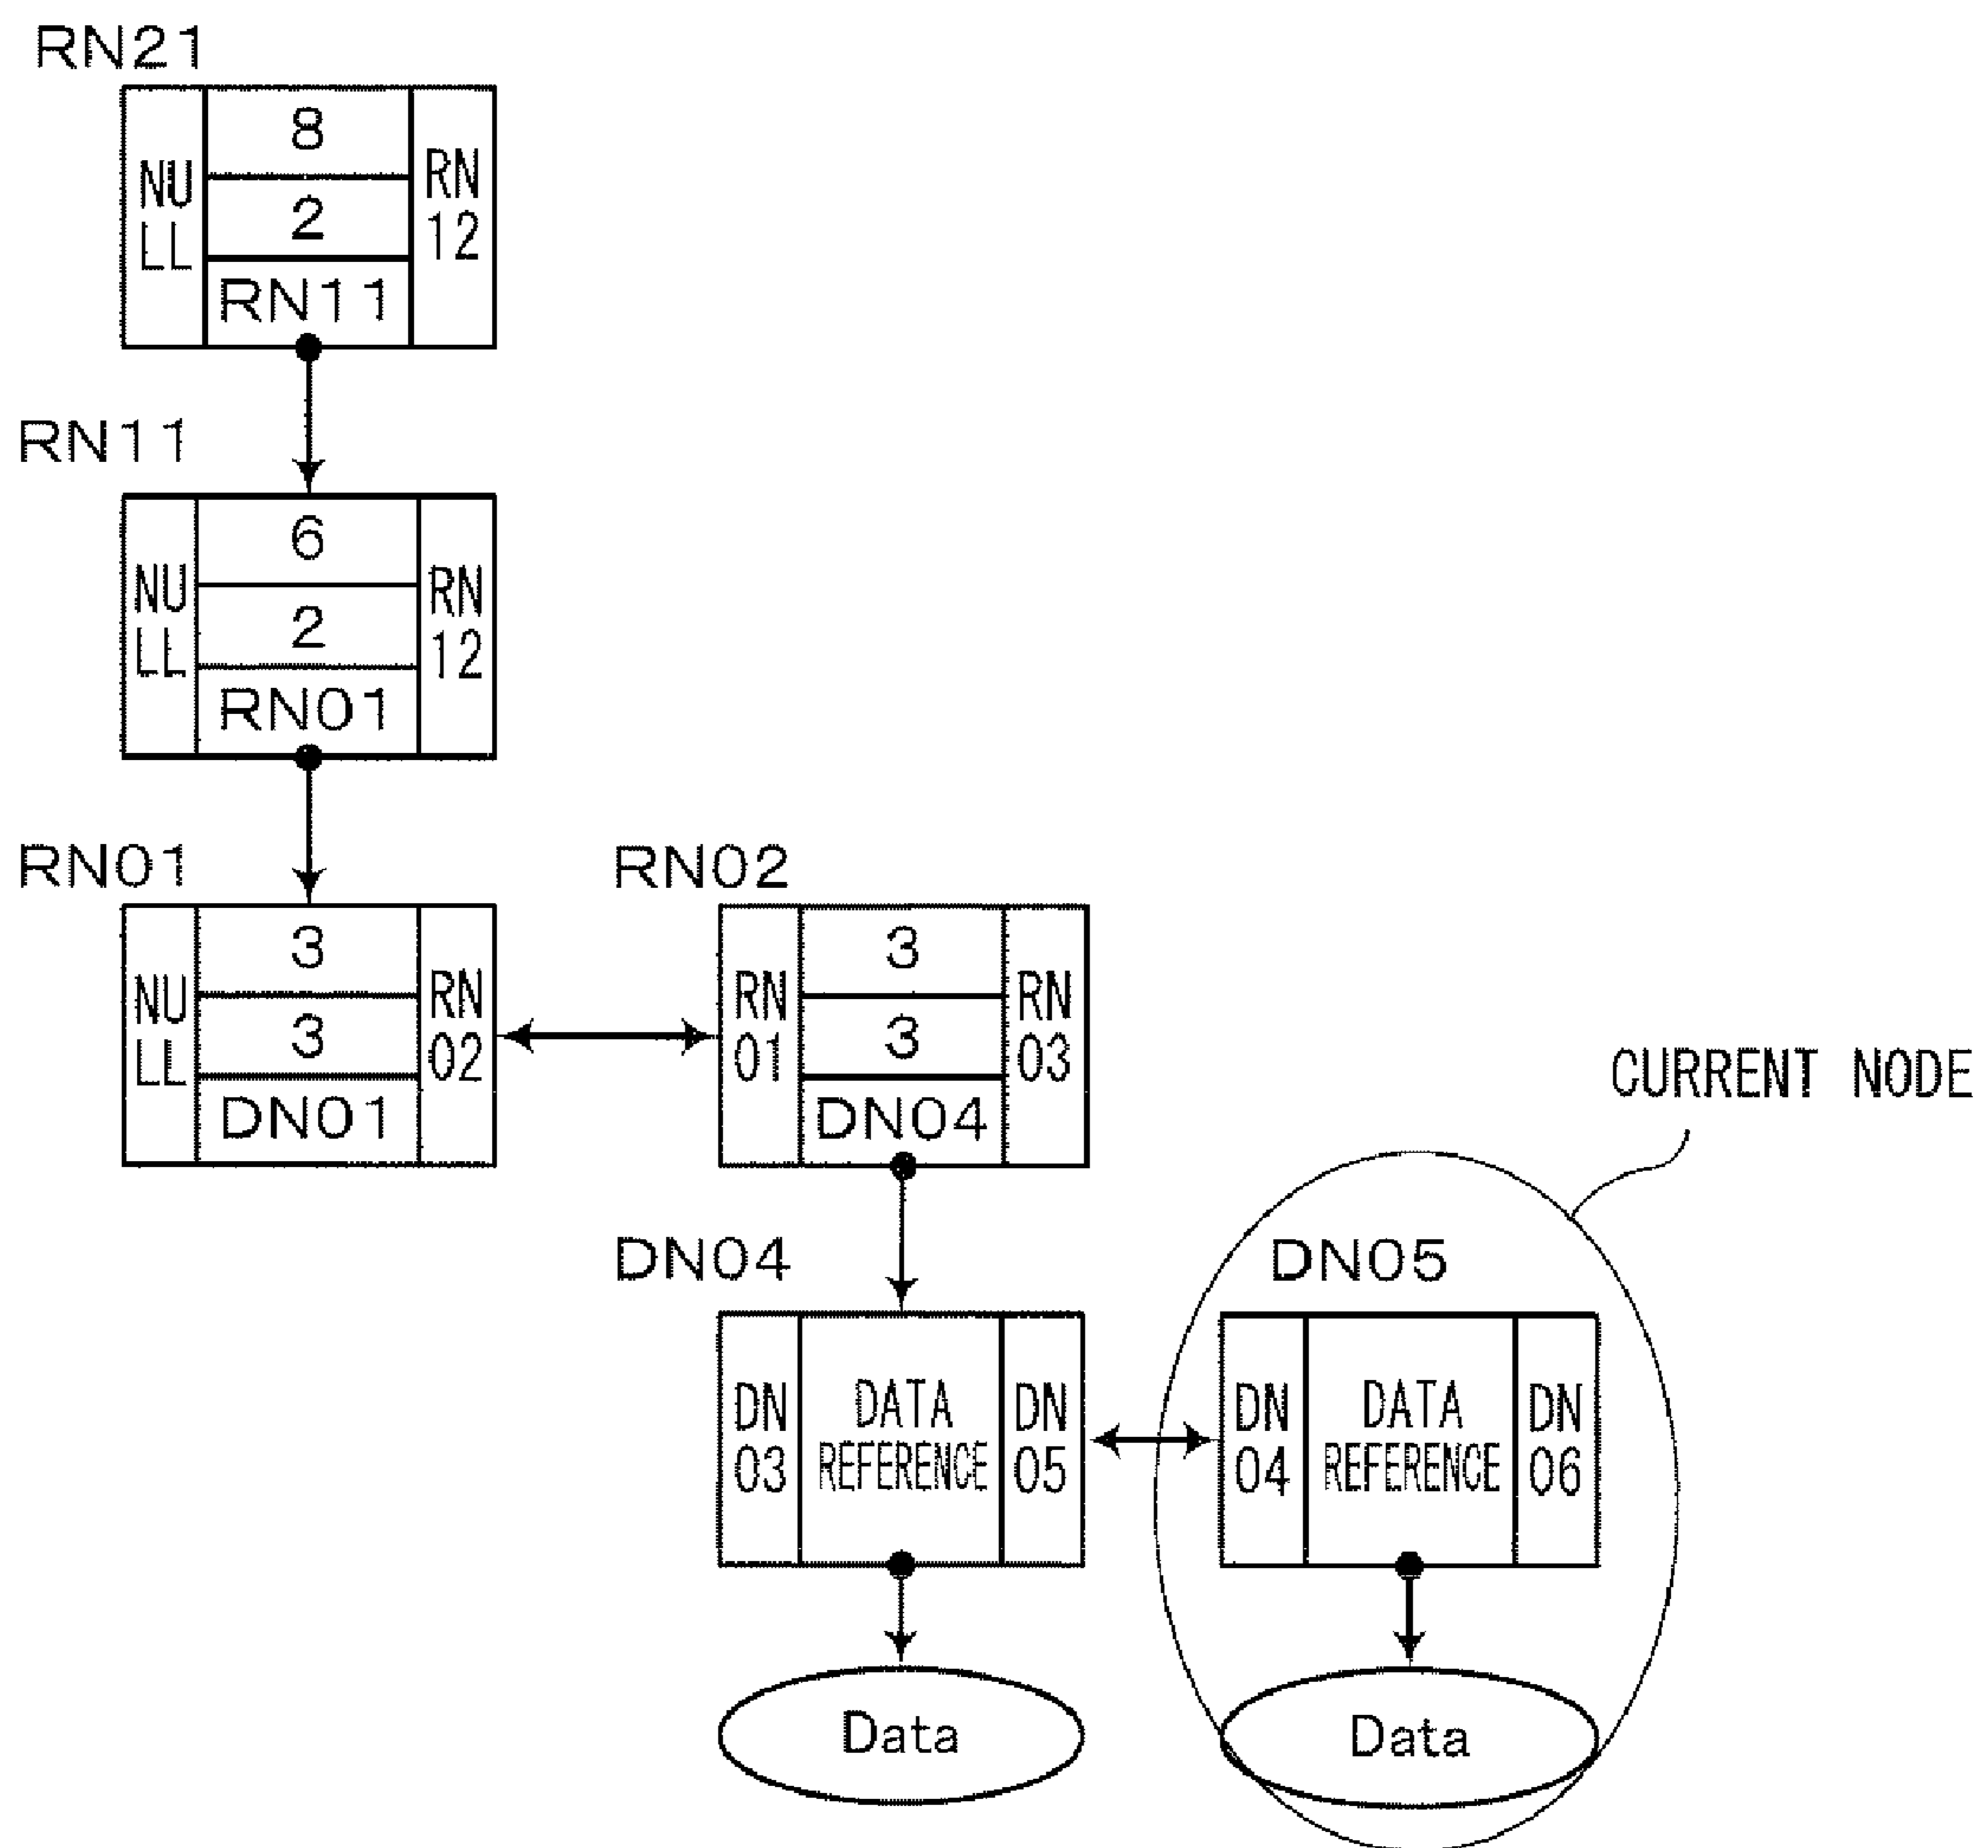 RN21
8
NU
LL
RN
12
2
RN11
RN11
6
NU
LL
RN
12
2
RN01
RN01
3
NU
LL
RN
02
3
DN01
RN02
3
RN
01
RN
03
3
DN04
CURRENT NODE
DN04
DN
03
DATA
REFERENCE
DN
05
DN05
DN
04
DATA
REFERENCE
DN
06
Data
Data